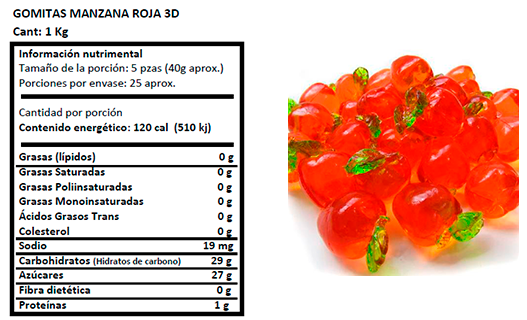 GOMITAS MANZANA ROJA 3D
Cant: 1 Kg
Información nutrimental
Tamaño de la porción: 5 pzas (40g aprox.)
Porciones por envase: 25 aprox.
Cantidad por porción
Contenido energético: 120 cal (510 kj)
Grasas (lípidos) 0 g
Grasas Saturadas 0 g
Grasas Poliinsaturadas 0 g
Grasas Monoinsaturadas 0 g
Ácidos Grasos Trans 0 g
Colesterol 0 g
Sodio 19 mg
Carbohidratos (Hidratos de carbono) 29 g
Azúcares 27 g
Fibra dietética 0 g
Proteínas 1 g